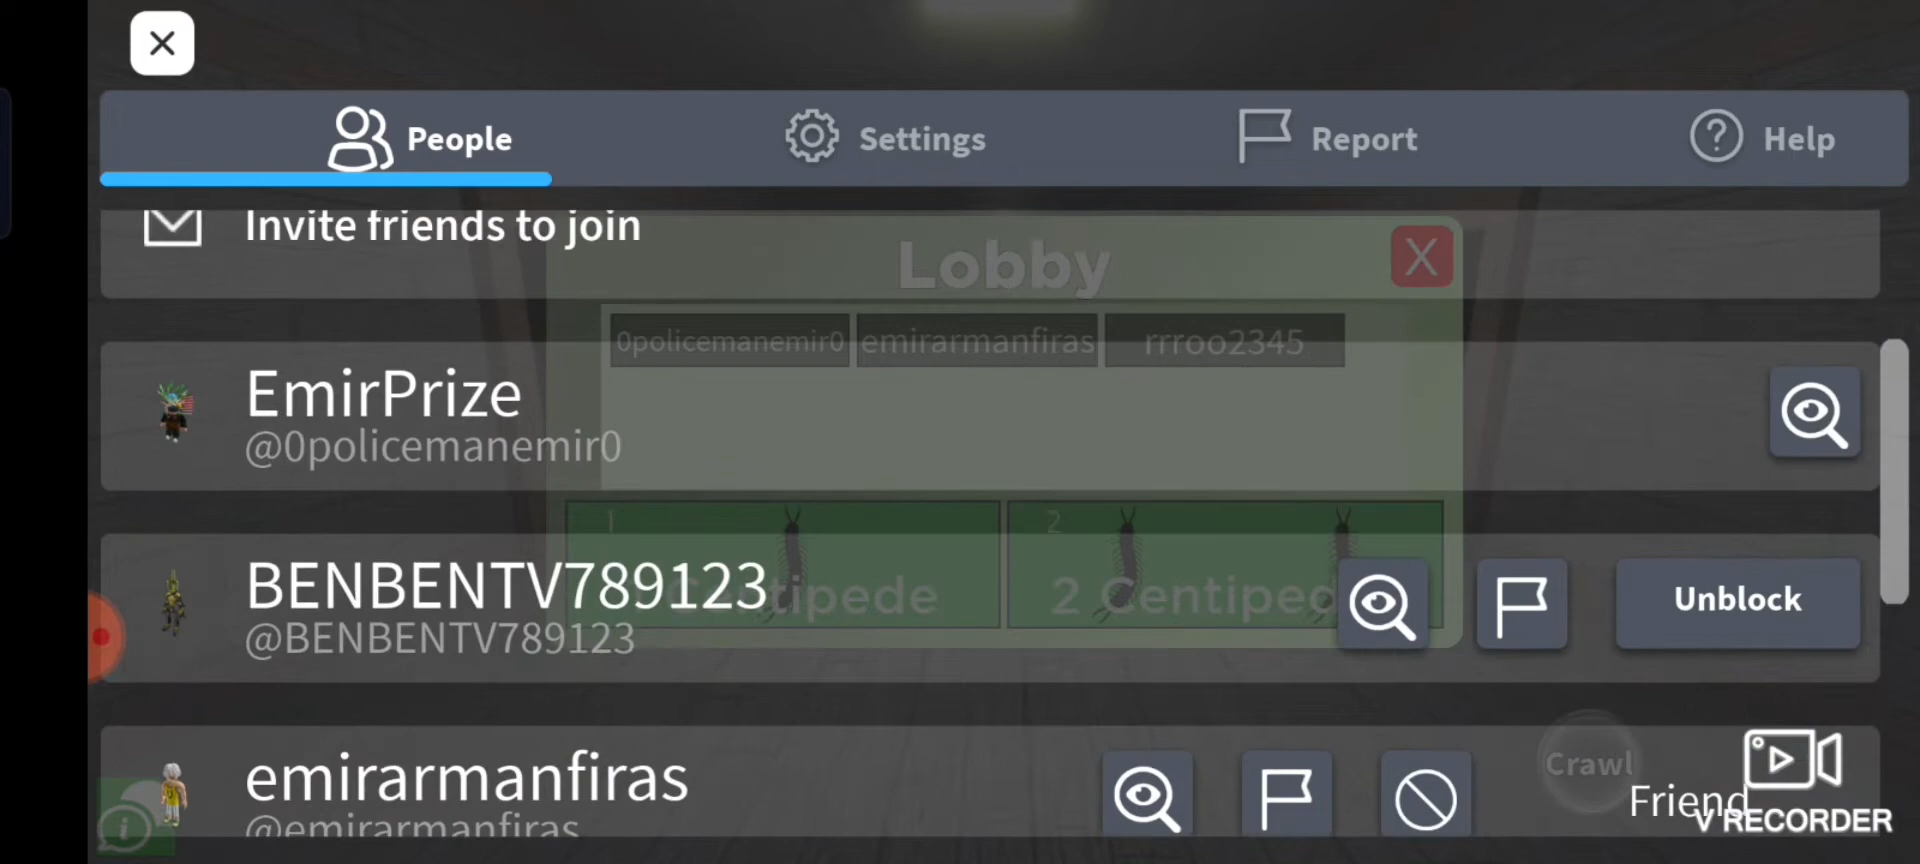 People
Settings
Report
Help
Invite friends to join
Lobby
X
0policemanemir0
emirarmanfiras
rrroo2345
EmirPrize
@0policemanemir0
1
2
BENBENTV789123
@BENBENTV789123
2 Centiped
Unblock
emirarmanfiras
@emirarmanfiras
Crawl
Friend
V RECORDER